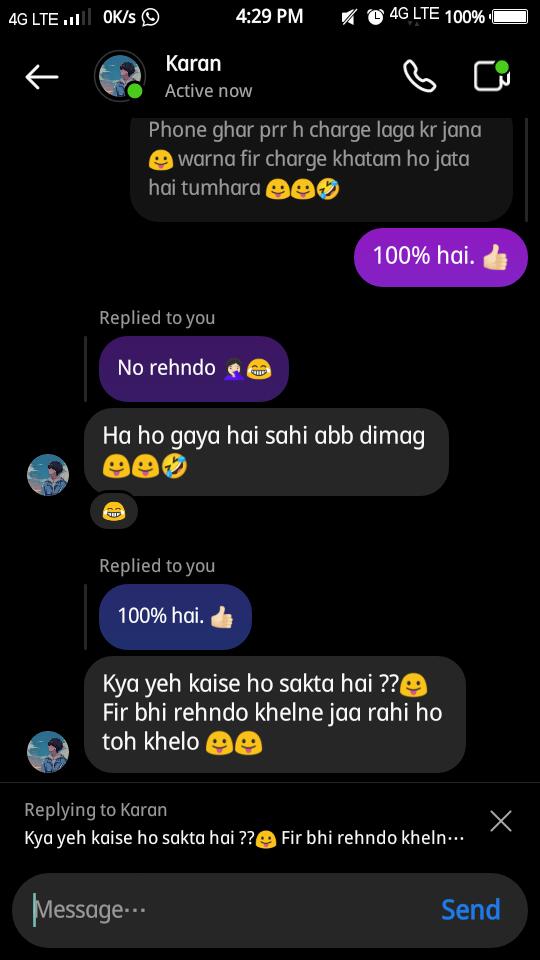 4G LTE 0K/s 4:29 PM 4G LTE 100%
Karan
Active now
Phone ghar prr h charge laga kr jana
😛 warna fir charge khatam ho jata
hai tumhara 😛😛🤣
100% hai. 👍🏻
Replied to you
No rehndo 🤦🏻‍♀️😂
Ha ho gaya hai sahi abb dimag
😛😛🤣
😂
Replied to you
100% hai. 👍🏻
Kya yeh kaise ho sakta hai ??😛
Fir bhi rehndo khelne jaa rahi ho
toh khelo 😛😛
Replying to Karan
Kya yeh kaise ho sakta hai ??😛 Fir bhi rehndo kheln···
Message···
Send